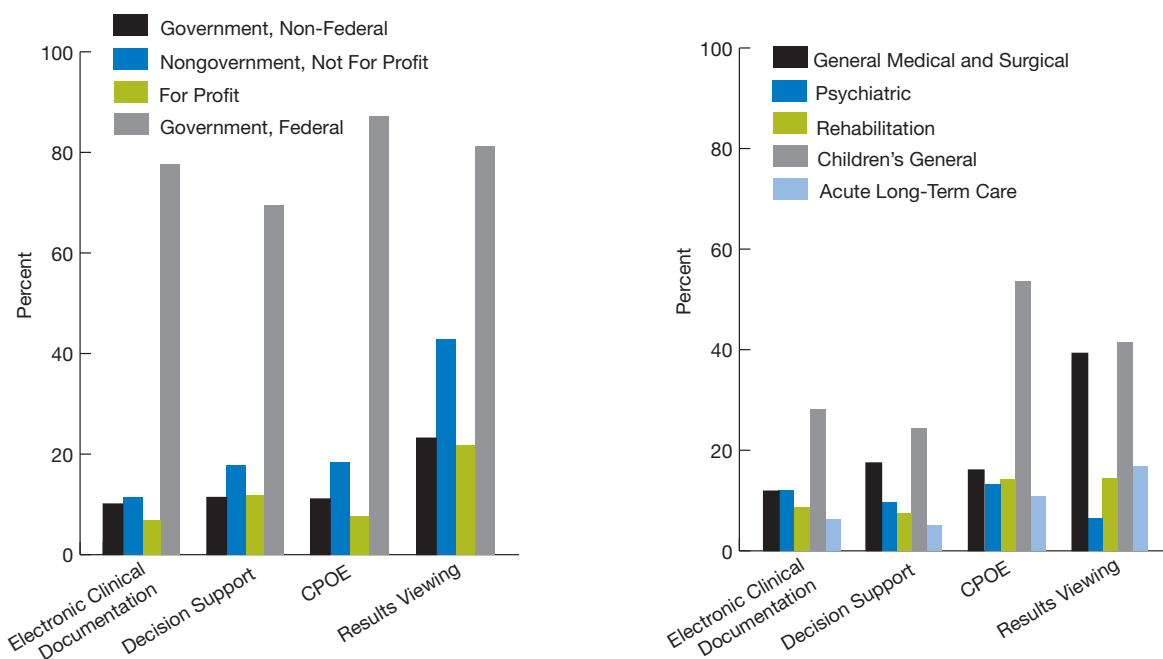 Government, Non-Federal
Nongovernment, Not For Profit
For Profit
Government, Federal
100
80
60
40
20
0
Percent
Electronic Clinical
Documentation
Decision Support
CPOE
Results Viewing
General Medical and Surgical
Psychiatric
Rehabilitation
Children’s General
Acute Long-Term Care
100
80
60
40
20
0
Percent
Electronic Clinical
Documentation
Decision Support
CPOE
Results Viewing